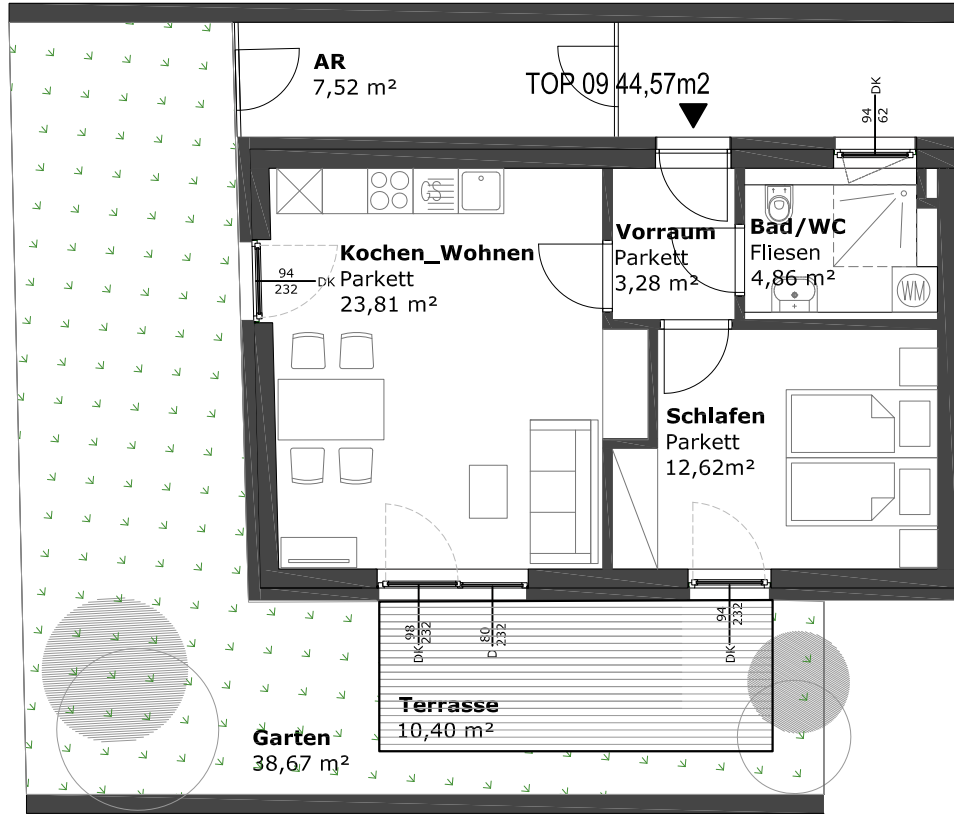 AR
7,52 m²
TOP 09 44,57m2
94
62
DK
GS
Kochen_Wohnen
Parkett
23,81 m²
94
232
DK
Vorraum
Parkett
3,28 m²
Bad/WC
Fliesen
4,86 m²
WM
Schlafen
Parkett
12,62m²
98
232
DK
80
232
D
94
232
DK
Terrasse
10,40 m²
Garten
38,67 m²